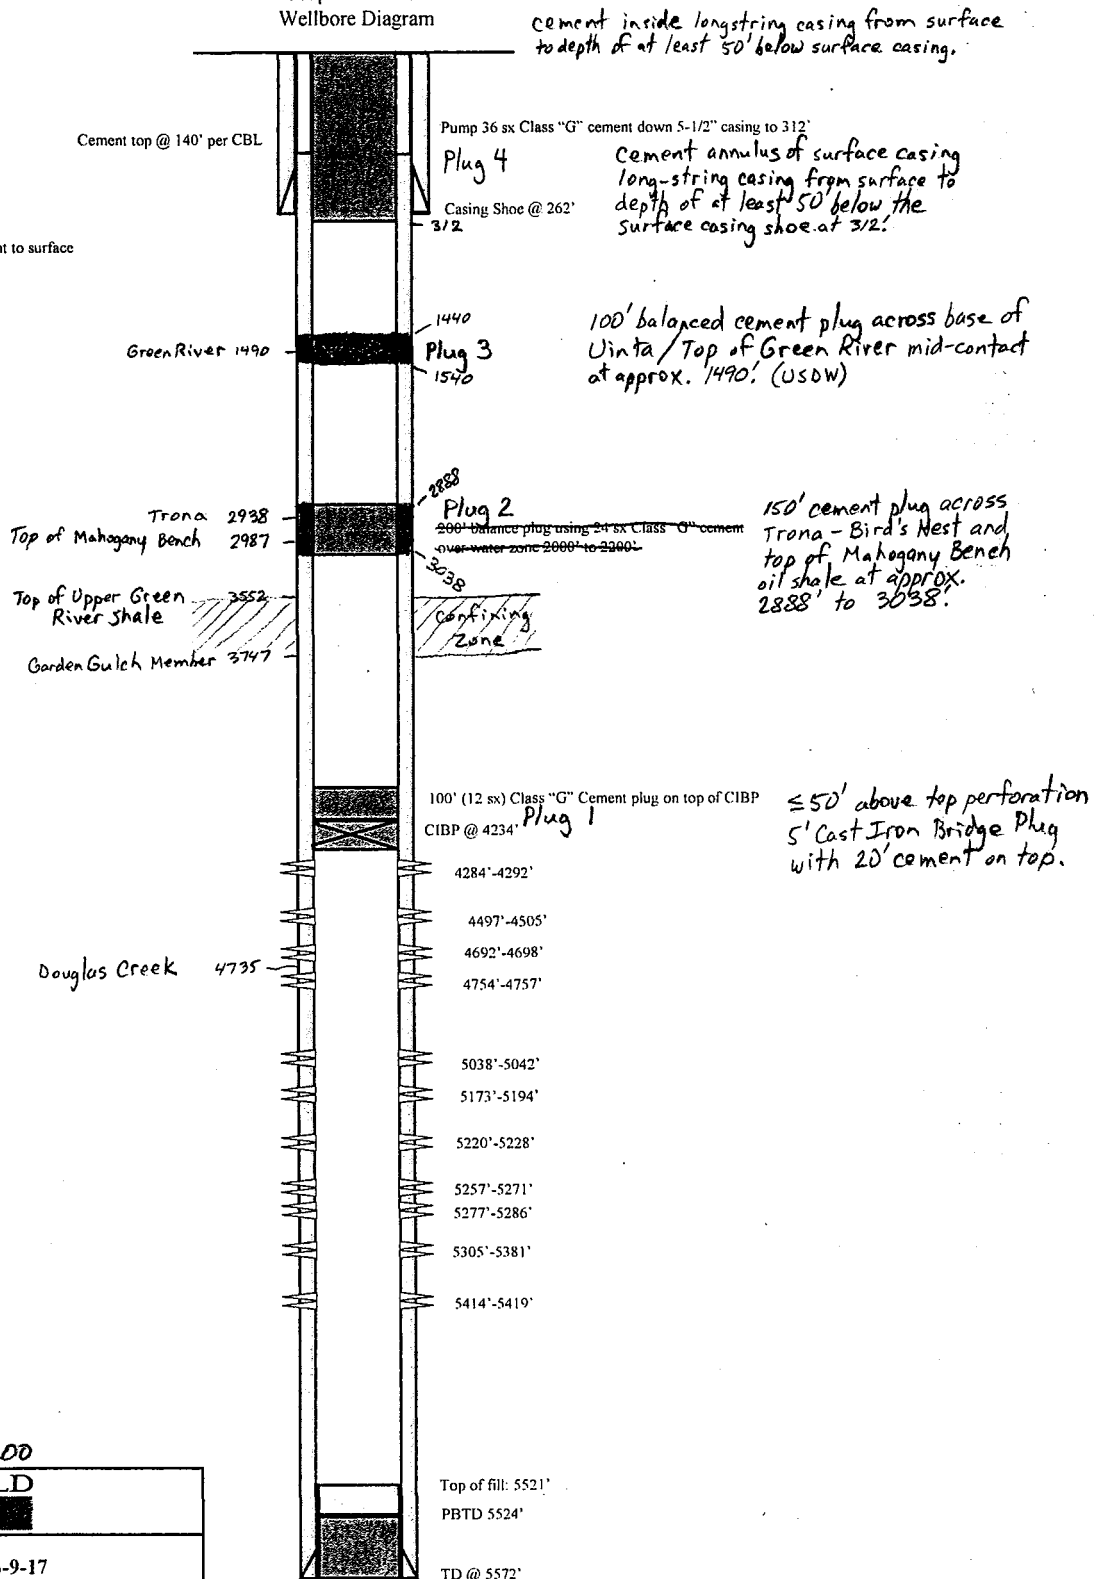 Wellbore Diagram
cement inside longstring casing from surface
to depth of at least 50' below surface casing.
Cement top @ 140' per CBL
Pump 36 sx Class "G" cement down 5-1/2" casing to 312'
Plug 4
Cement annulus of surface casing
long-string casing from surface to
depth of at least 50' below the
surface casing shoe at 312'.
Casing Shoe @ 262'
312
nt to surface
1440
Green River 1490
Plug 3
1540
100' balanced cement plug across base of
Uinta/Top of Green River mid-contact
at approx. 1490'. (USDW)
2888
Plug 2
Trona 2938
Top of Mahogany Bench 2987
200' balance plug using 24 sx Class "G" cement
over water zone 2000' to 2200'
3038
150' cement plug across
Trona - Bird's Nest and
top of Mahogany Bench
oil shale at approx.
2888' to 3038'.
Top of Upper Green 3552
River Shale
confining
zone
Garden Gulch Member 3747
100' (12 sx) Class "G" Cement plug on top of CIBP
Plug 1
CIBP @ 4234'
≤50' above top perforation
5' Cast Iron Bridge Plug
with 20' cement on top.
4284'-4292'
4497'-4505'
4692'-4698'
Douglas Creek 4735
4754'-4757'
5038'-5042'
5173'-5194'
5220'-5228'
5257'-5271'
5277'-5286'
5305'-5381'
5414'-5419'
00
LD
Top of fill: 5521'
PBTD 5524'
-9-17
TD @ 5572'